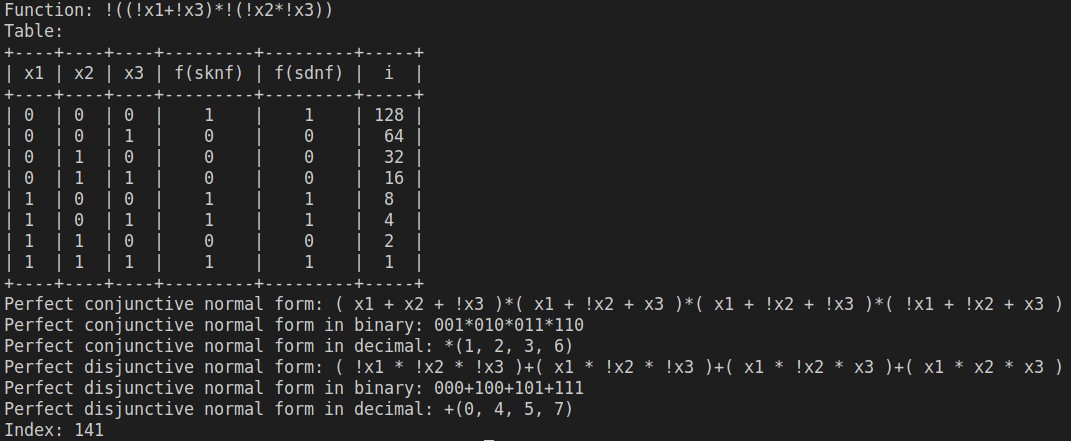 Function: !((!x1+!x3)*!(!x2*!x3))
Table:
+----+----+----+---------+---------+-----+
| x1 | x2 | x3 | f(sknf) | f(sdnf) |  i  |
+----+----+----+---------+---------+-----+
| 0  | 0  | 0  |    1    |    1    | 128 |
| 0  | 0  | 1  |    0    |    0    |  64 |
| 0  | 1  | 0  |    0    |    0    |  32 |
| 0  | 1  | 1  |    0    |    0    |  16 |
| 1  | 0  | 0  |    1    |    1    |  8  |
| 1  | 0  | 1  |    1    |    1    |  4  |
| 1  | 1  | 0  |    0    |    0    |  2  |
| 1  | 1  | 1  |    1    |    1    |  1  |
+----+----+----+---------+---------+-----+
Perfect conjunctive normal form: ( x1 + x2 + !x3 )*( x1 + !x2 + x3 )*( x1 + !x2 + !x3 )*( !x1 + !x2 + x3 )
Perfect conjunctive normal form in binary: 001*010*011*110
Perfect conjunctive normal form in decimal: *(1, 2, 3, 6)
Perfect disjunctive normal form: ( !x1 * !x2 * !x3 )+( x1 * !x2 * !x3 )+( x1 * !x2 * x3 )+( x1 * x2 * x3 )
Perfect disjunctive normal form in binary: 000+100+101+111
Perfect disjunctive normal form in decimal: +(0, 4, 5, 7)
Index: 141